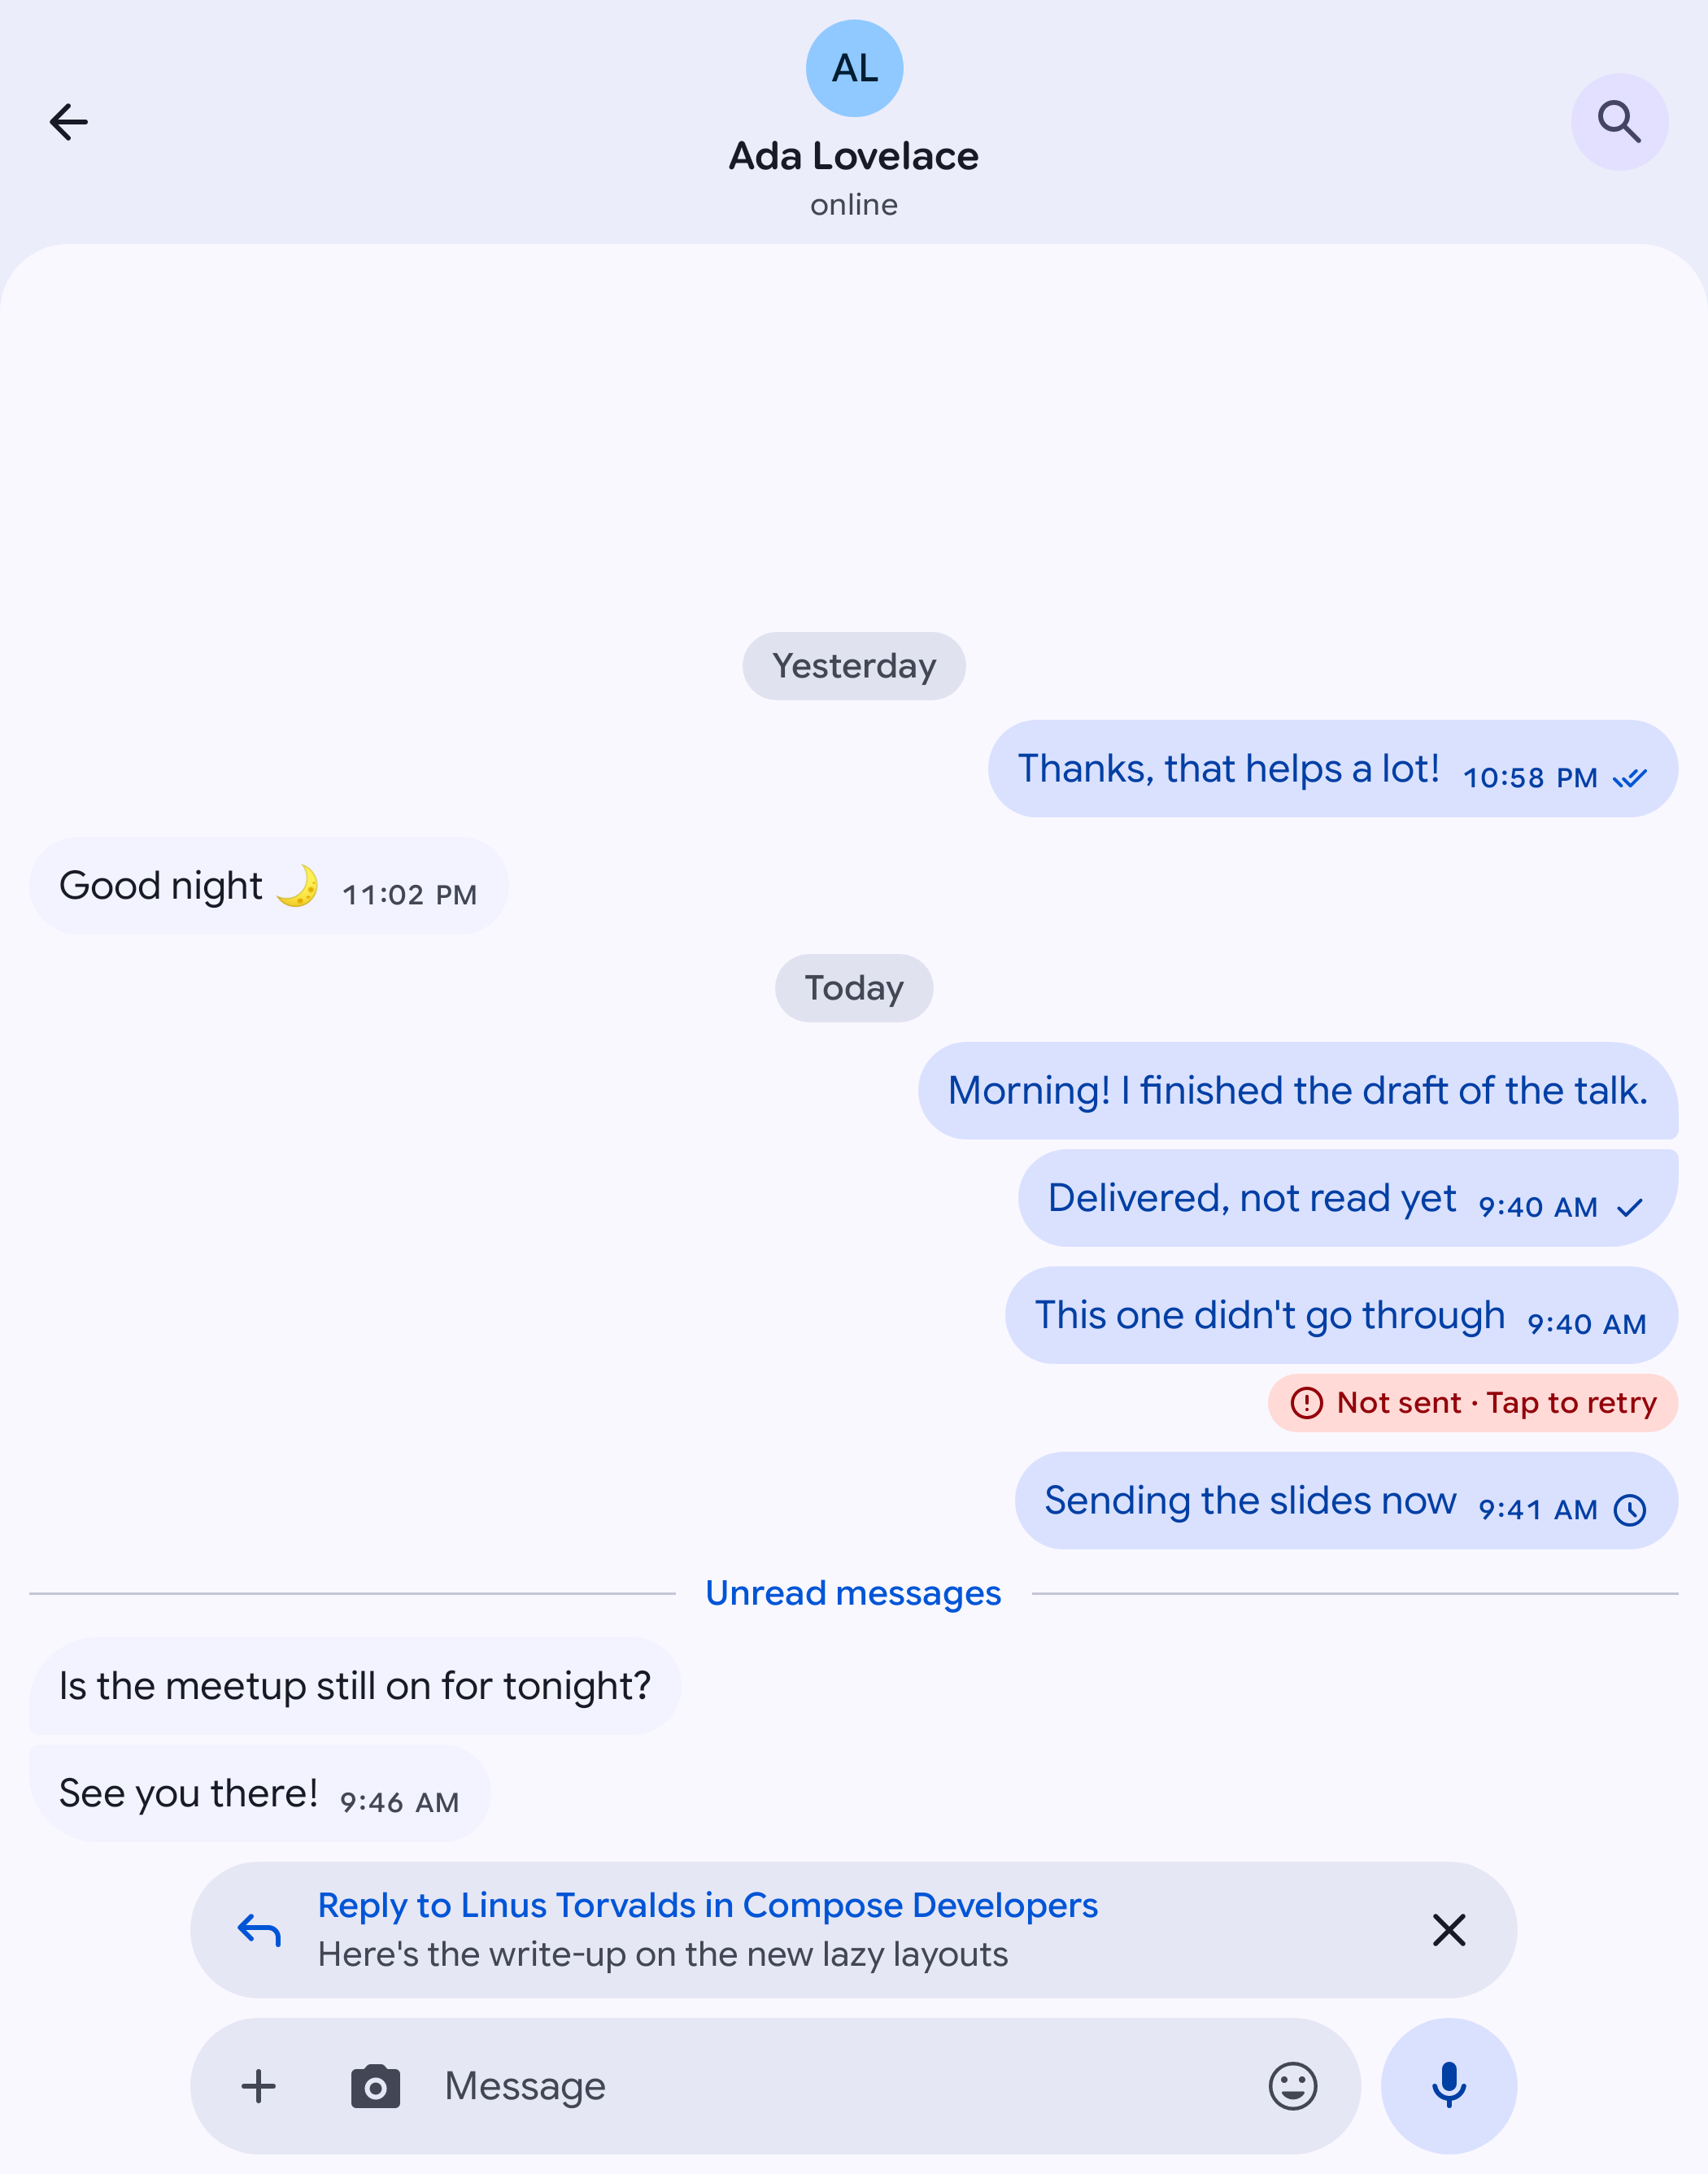 AL
Ada Lovelace
online
Yesterday
Thanks, that helps a lot! 10:58 PM
Good night 🌙 11:02 PM
Today
Morning! I finished the draft of the talk.
Delivered, not read yet 9:40 AM
This one didn't go through 9:40 AM
Not sent · Tap to retry
Sending the slides now 9:41 AM
Unread messages
Is the meetup still on for tonight?
See you there! 9:46 AM
Reply to Linus Torvalds in Compose Developers
Here's the write-up on the new lazy layouts
Message